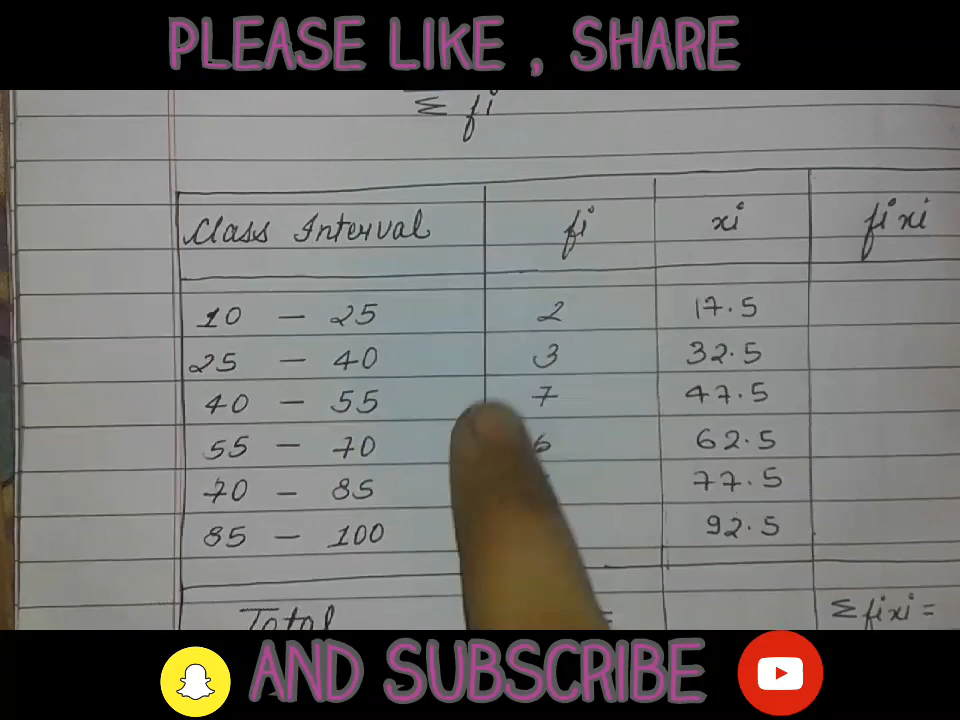 PLEASE LIKE , SHARE
Σ fi
Class Interval fi xi fixi
10 – 25 2 17.5
25 – 40 3 32.5
40 – 55 7 47.5
55 – 70 6 62.5
70 – 85 77.5
85 – 100 92.5
Total = Σ fixi =
AND SUBSCRIBE